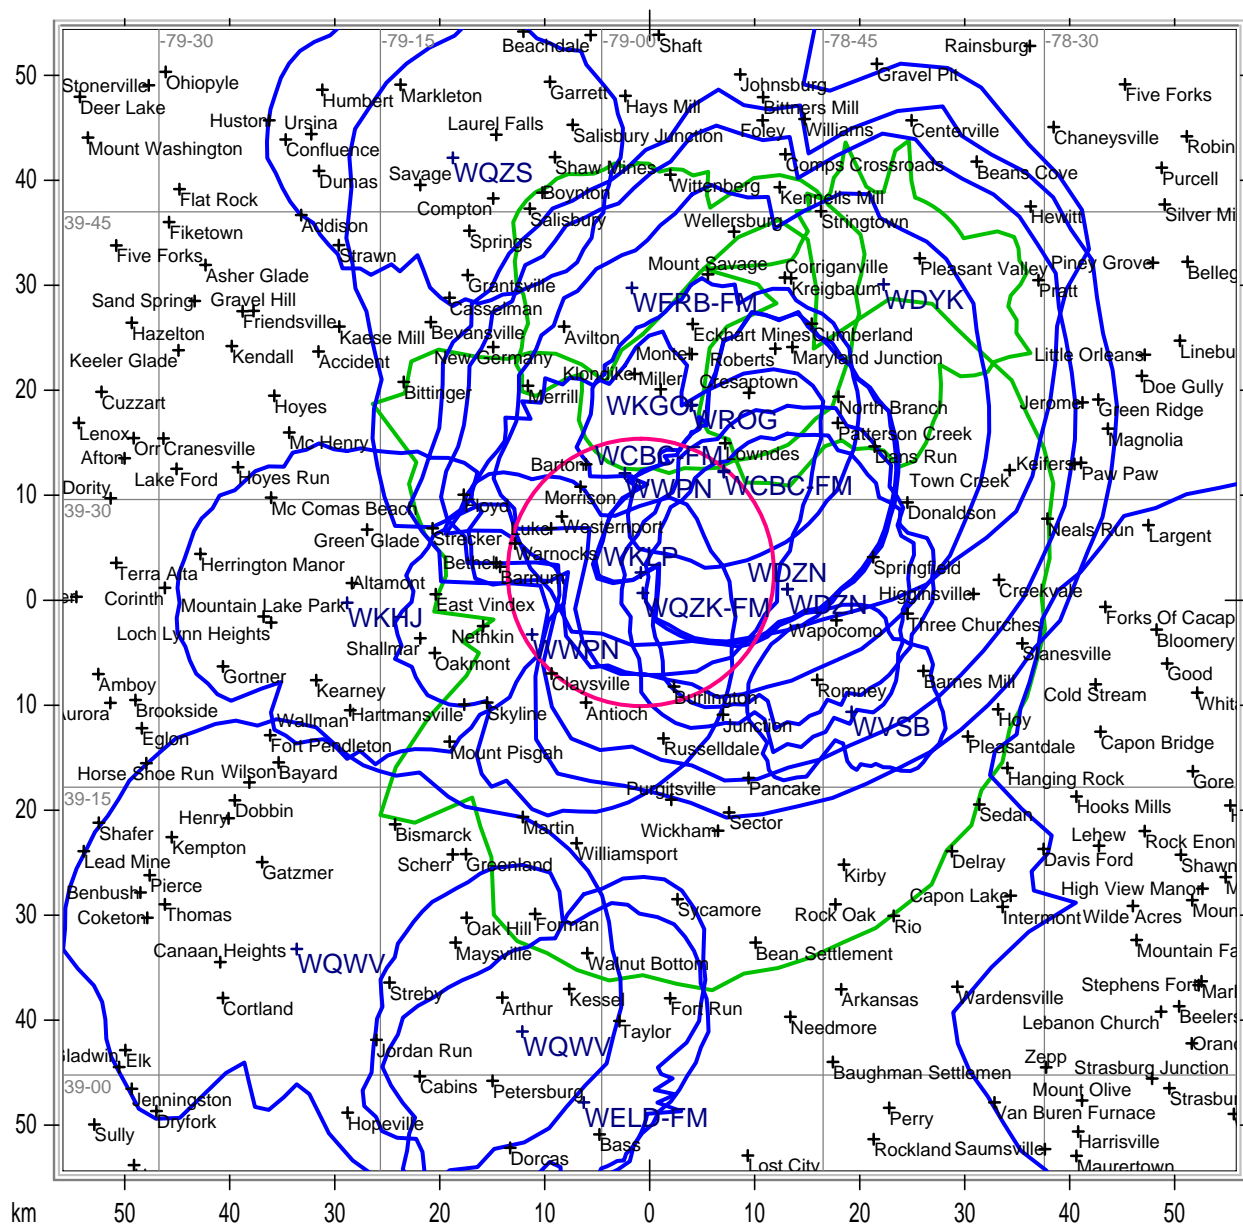 -79-30
-79-15
-79-00
-78-45
-78-30
Beachdale
Shaft
Rainsburg
50
Stonerville
Ohiopyle
Deer Lake
Humbert
Markleton
Garrett
Hays Mill
Johnsburg
Bittners Mill
Gravel Pit
Five Forks
Huston
Ursina
Laurel Falls
Salisbury Junction
Foley
Williams
Centerville
Chaneysville
Mount Washington
Confluence
Robin
Savage
WQZS
Shaw Mines
Comps Crossroads
Dumas
Beans Cove
Purcell
40
Flat Rock
Compton
Boynton
Wittenberg
Kennells Mill
39-45
Fiketown
Addison
Salisbury
Wellersburg
Stringtown
Hewitt
Silver Mi
Five Forks
Strawn
Springs
Mount Savage
Corriganville
Pleasant Valley
Piney Grove
Asher Glade
Grantsville
Kreigbaum
Pratt
Belleg
30
Sand Spring
Gravel Hill
Casselman
WFRB-FM
WDYK
Hazelton
Friendsville
Kaese Mill
Bevansville
Avilton
Eckhart Mines
Cumberland
Keeler Glade
Kendall
Accident
New Germany
Monte
Roberts
Maryland Junction
Little Orleans
Linebu
Klondike
Miller
Cresaptown
Doe Gully
20
Cuzzart
Hoyes
Bittinger
Merrill
WKGO
WROG
North Branch
Jerome
Green Ridge
Lenox
Orr
Cranesville
Mc Henry
Patterson Creek
Magnolia
Afton
Lake Ford
Hoyes Run
Barton
WCBC-FM
Lowndes
Dans Run
Keifers
Paw Paw
Dority
WWPN
WCBC-FM
Town Creek
10
39-30
Mc Comas Beach
Floyd
Morrison
Donaldson
Green Glade
Strecker
Luke
Westernport
Neals Run
Largent
Terra Alta
Herrington Manor
Bethel
Warnocks
WKLP
WDZN
Springfield
Corinth
Altamont
Barnum
Higginsville
Creekvale
0
Mountain Lake Park
WKHJ
East Vindex
WQZK-FM
WDZN
Three Churches
Forks Of Cacap
Loch Lynn Heights
Nethkin
Wapocomo
Bloomery
Shallmar
Oakmont
WWPN
Slanesville
Amboy
Gortner
Kearney
Claysville
Burlington
Romney
Barnes Mill
Good
10
Aurora
Brookside
Wallman
Hartmansville
Skyline
Antioch
Junction
WVSB
Hoy
Cold Stream
Whit
Eglon
Fort Pendleton
Mount Pisgah
Russelldale
Pleasantdale
Capon Bridge
Horse Shoe Run
Wilson
Bayard
Purgitsville
Pancake
Hanging Rock
Gore
39-15
20
Henry
Dobbin
Martin
Wickham
Sector
Sedan
Hooks Mills
Shafer
Kempton
Bismarck
Williamsport
Lehew
Rock Enon
Lead Mine
Gatzmer
Scherr
Greenland
Kirby
Delray
Davis Ford
Shawn
Benbush
Pierce
Capon Lake
High View Manor
M
30
Coketon
Thomas
Oak Hill
Forman
Sycamore
Rock Oak
Rio
Intermont
Wilde Acres
Moun
Canaan Heights
Maysville
Walnut Bottom
Bean Settlement
Mountain Fa
WQWV
Streby
Arthur
Kessel
Fort Run
Arkansas
Wardensville
Stephens Fort
Marl
Cortland
40
WQWV
Taylor
Needmore
Lebanon Church
Beelers
Gladwin
Elk
Jordan Run
Baughman Settlemen
Zepp
Oran
39-00
Jennington
Cabins
Petersburg
Mount Olive
Strasburg Junction
Dryfork
Hopeville
WELD-FM
Perry
Van Buren Furnace
Strasbu
50
Sully
Dorcas
Bass
Lost City
Rockland
Saumsville
Harrisville
Maurertown
km
50
40
30
20
10
0
10
20
30
40
50